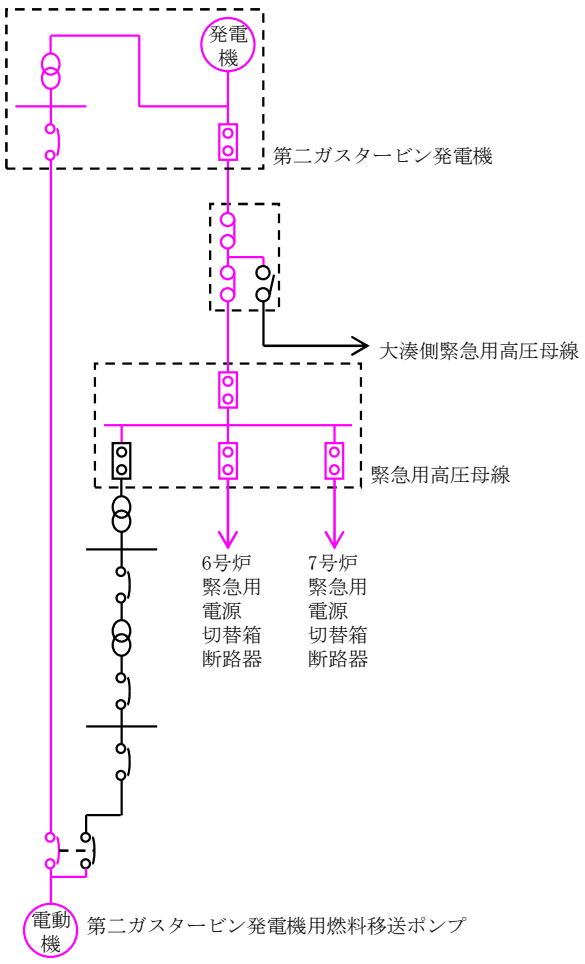 発電
機
第二ガスタービン発電機
大湊側緊急用高圧母線
緊急用高圧母線
6号炉
緊急用
電源
切替箱
断路器
7号炉
緊急用
電源
切替箱
断路器
電動
機
第二ガスタービン発電機用燃料移送ポンプ